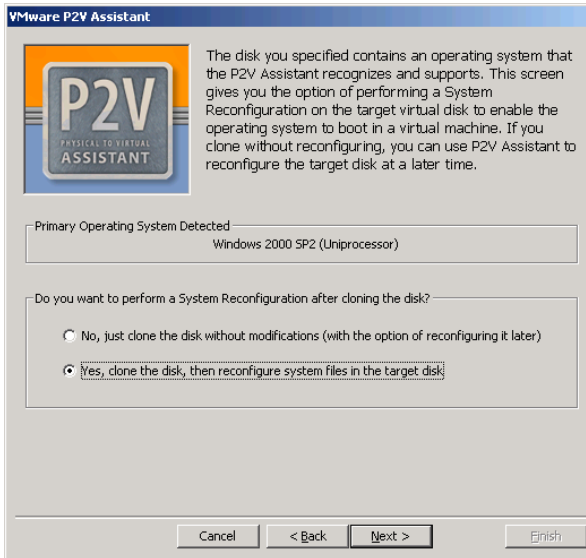 VMware P2V Assistant
P2V
PHYSICAL TO VIRTUAL
ASSISTANT
The disk you specified contains an operating system that
the P2V Assistant recognizes and supports. This screen
gives you the option of performing a System
Reconfiguration on the target virtual disk to enable the
operating system to boot in a virtual machine. If you
clone without reconfiguring, you can use P2V Assistant to
reconfigure the target disk at a later time.
Primary Operating System Detected
Windows 2000 SP2 (Uniprocessor)
Do you want to perform a System Reconfiguration after cloning the disk?
No, just clone the disk without modifications (with the option of reconfiguring it later)
Yes, clone the disk, then reconfigure system files in the target disk
Cancel < Back Next > Finish